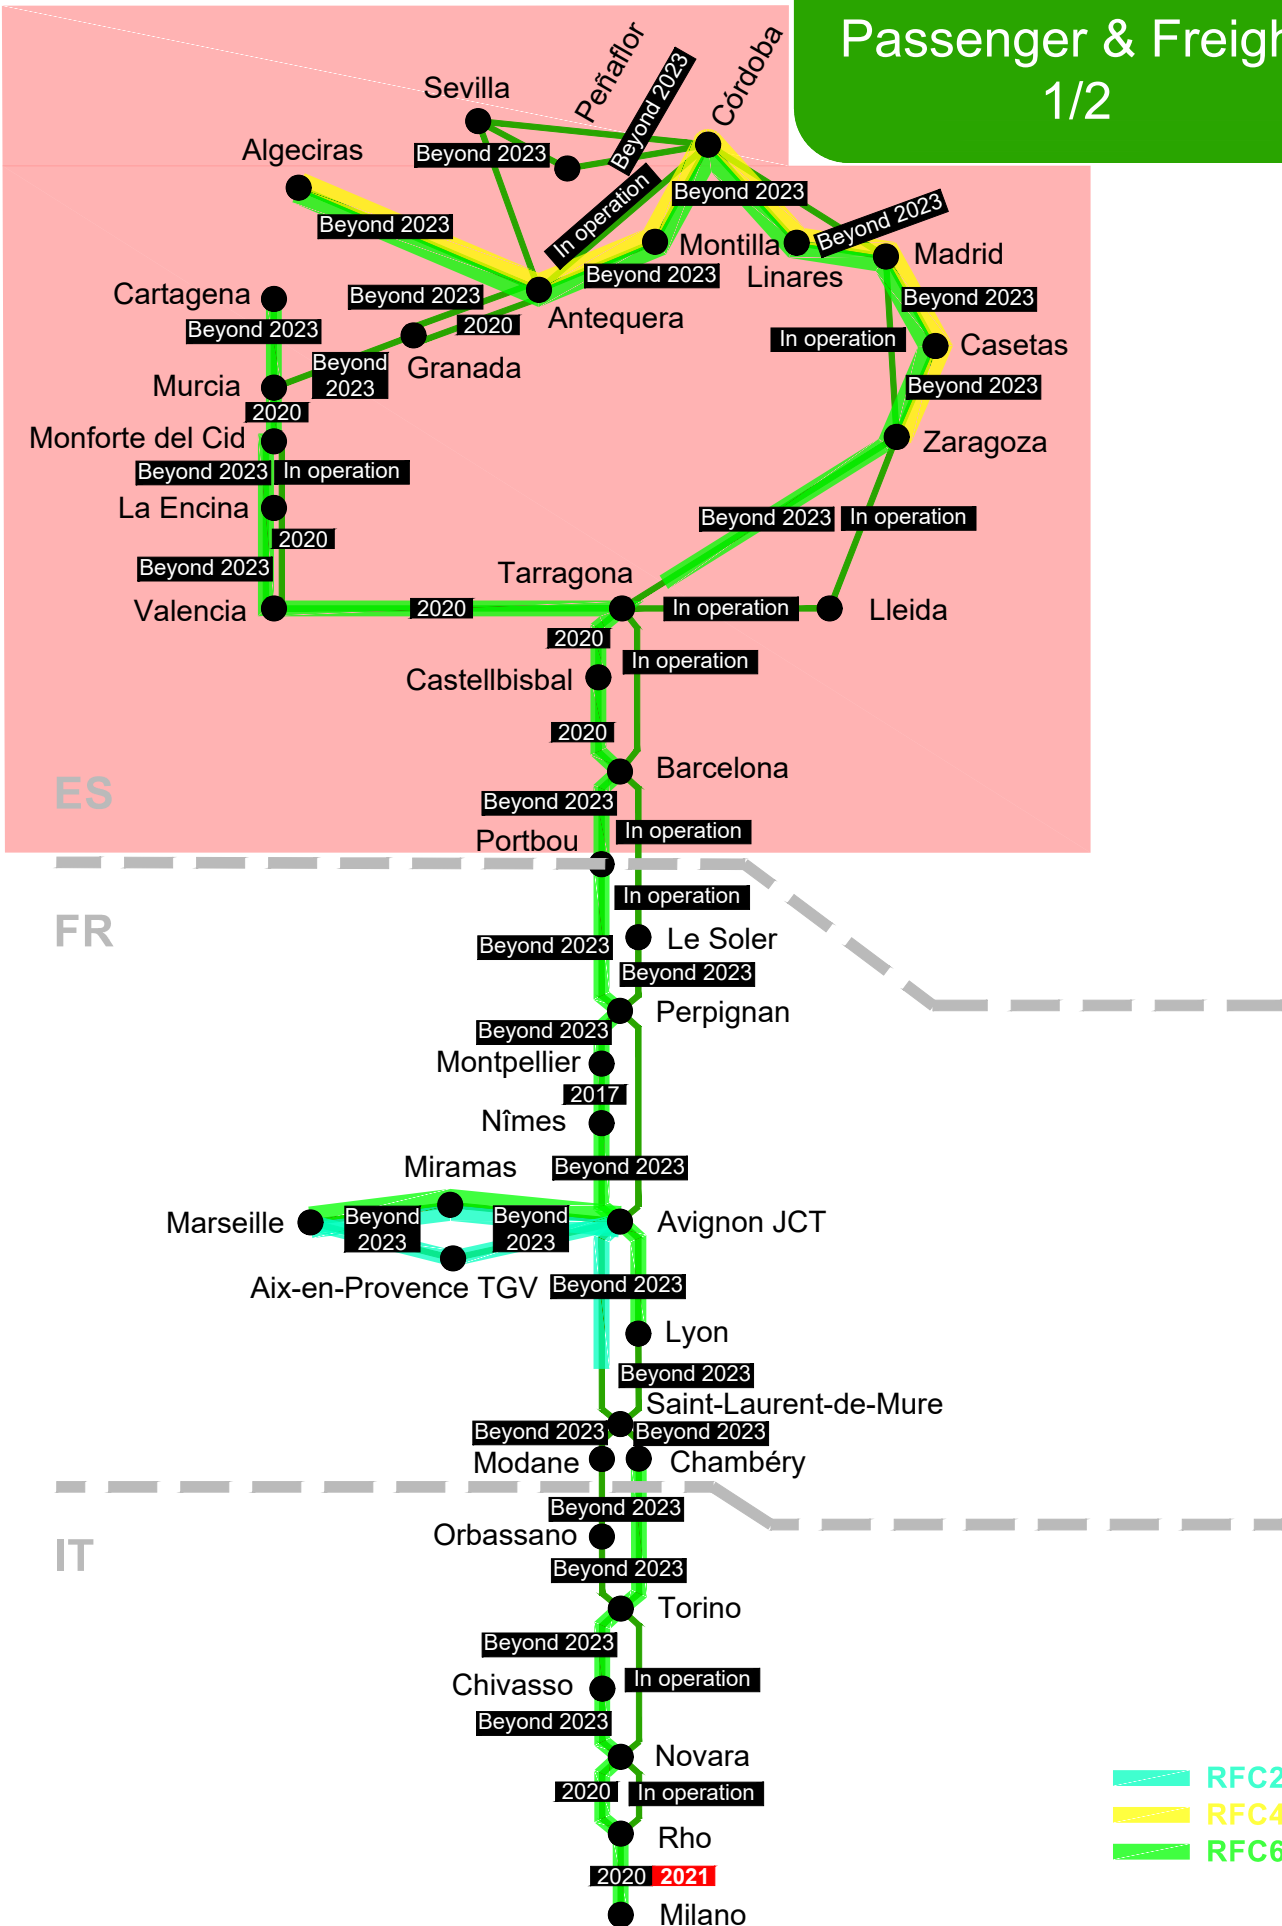 Passenger & Freigh
1/2
Sevilla
Peñaflor
Córdoba
Beyond 2023
Beyond 2023
Algeciras
In operation
Beyond 2023
Beyond 2023
Beyond 2023
Montilla
Linares
Madrid
Beyond 2023
Cartagena
Beyond 2023
Beyond 2023
Beyond 2023
2020
Antequera
In operation
Casetas
Beyond
2023
Granada
Murcia
2020
Beyond 2023
Monforte del Cid
Zaragoza
Beyond 2023
In operation
La Encina
2020
Beyond 2023
In operation
Beyond 2023
Tarragona
Valencia
2020
In operation
Lleida
2020
In operation
Castellbisbal
2020
Barcelona
ES
Beyond 2023
In operation
Portbou
In operation
FR
Beyond 2023
Le Soler
Beyond 2023
Perpignan
Beyond 2023
Montpellier
2017
Nîmes
Beyond 2023
Miramas
Marseille
Beyond
2023
Beyond
2023
Avignon JCT
Aix-en-Provence TGV
Beyond 2023
Lyon
Beyond 2023
Saint-Laurent-de-Mure
Beyond 2023
Beyond 2023
Modane
Chambéry
Beyond 2023
Orbassano
IT
Beyond 2023
Torino
Beyond 2023
Chivasso
In operation
Beyond 2023
Novara
2020
In operation
RFC2
RFC4
RFC6
Rho
2020
2021
Milano